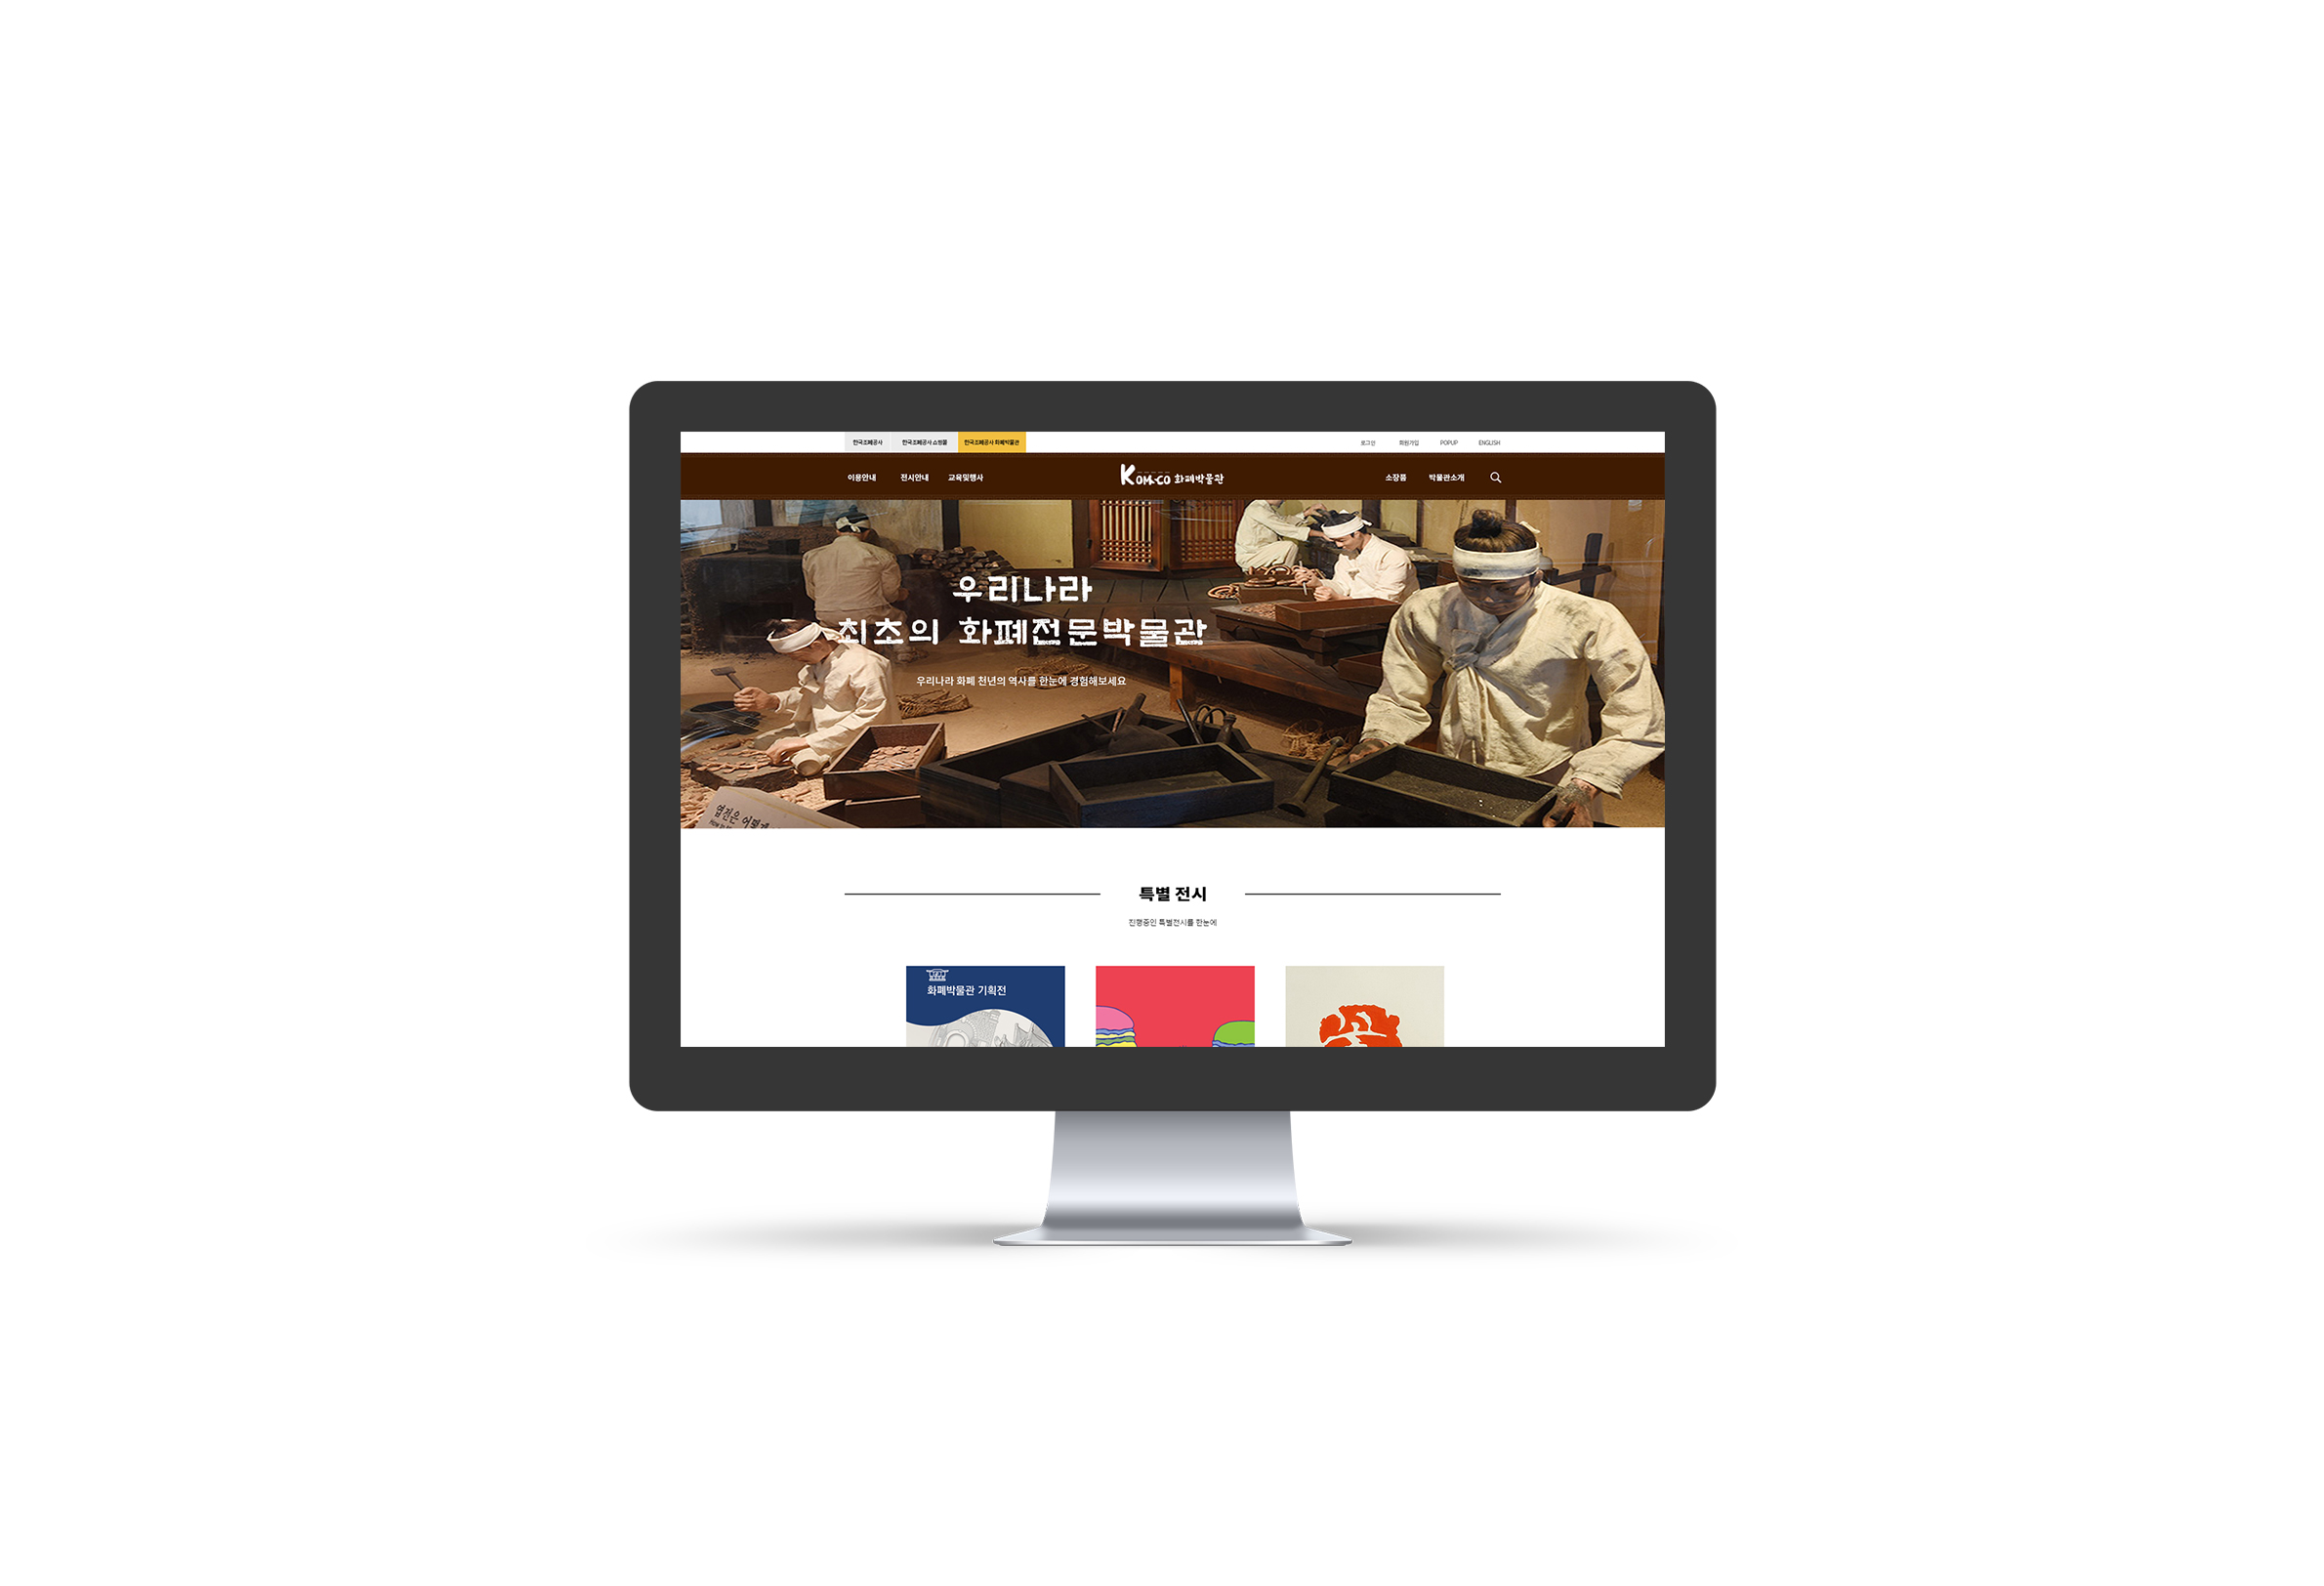 한국조폐공사 한국조폐공사 쇼핑몰 한국조폐공사 화폐박물관 로그인 회원가입 POPUP ENGLISH
이용안내 전시안내 교육및행사 KOMSCO 화폐박물관 소장품 박물관소개
우리나라
최초의 화폐전문박물관
우리나라 화폐 천년의 역사를 한눈에 경험해보세요
엽전은 어떻게
특별 전시
진행중인 특별전시를 한눈에
화폐박물관 기획전